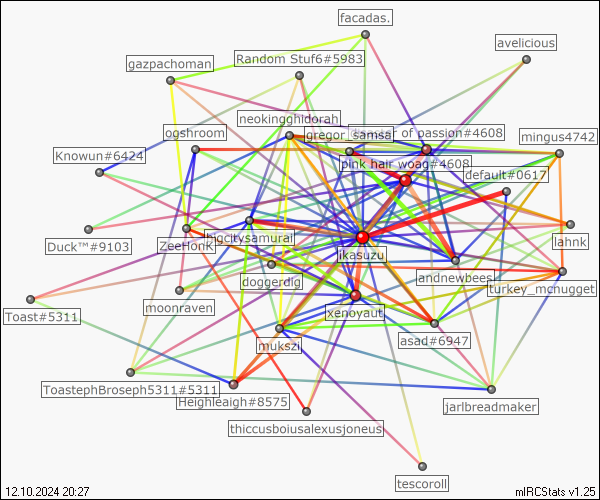 facadas.
avelicious
Random Stuf6#5983
gazpachoman
neokingghidorah
ogshroom
gregor_samsa
of passion#4608
mingus4742
Knowun#6424
pink hair woag#4608
default#0617
Duck™#9103
ZeeHonk
bigcitysamurai
jkasuzu
lahnk
doggerdig
andnewbees
turkey_mcnugget
moonraven
Toast#5311
xenoyaut
mukszi
asad#6947
ToastephBroseph5311#5311
Heighleaigh#8575
jarlbreadmaker
thiccusboiusalexusjoneus
tescoroll
12.10.2024 20:27
mIRCStats v1.25